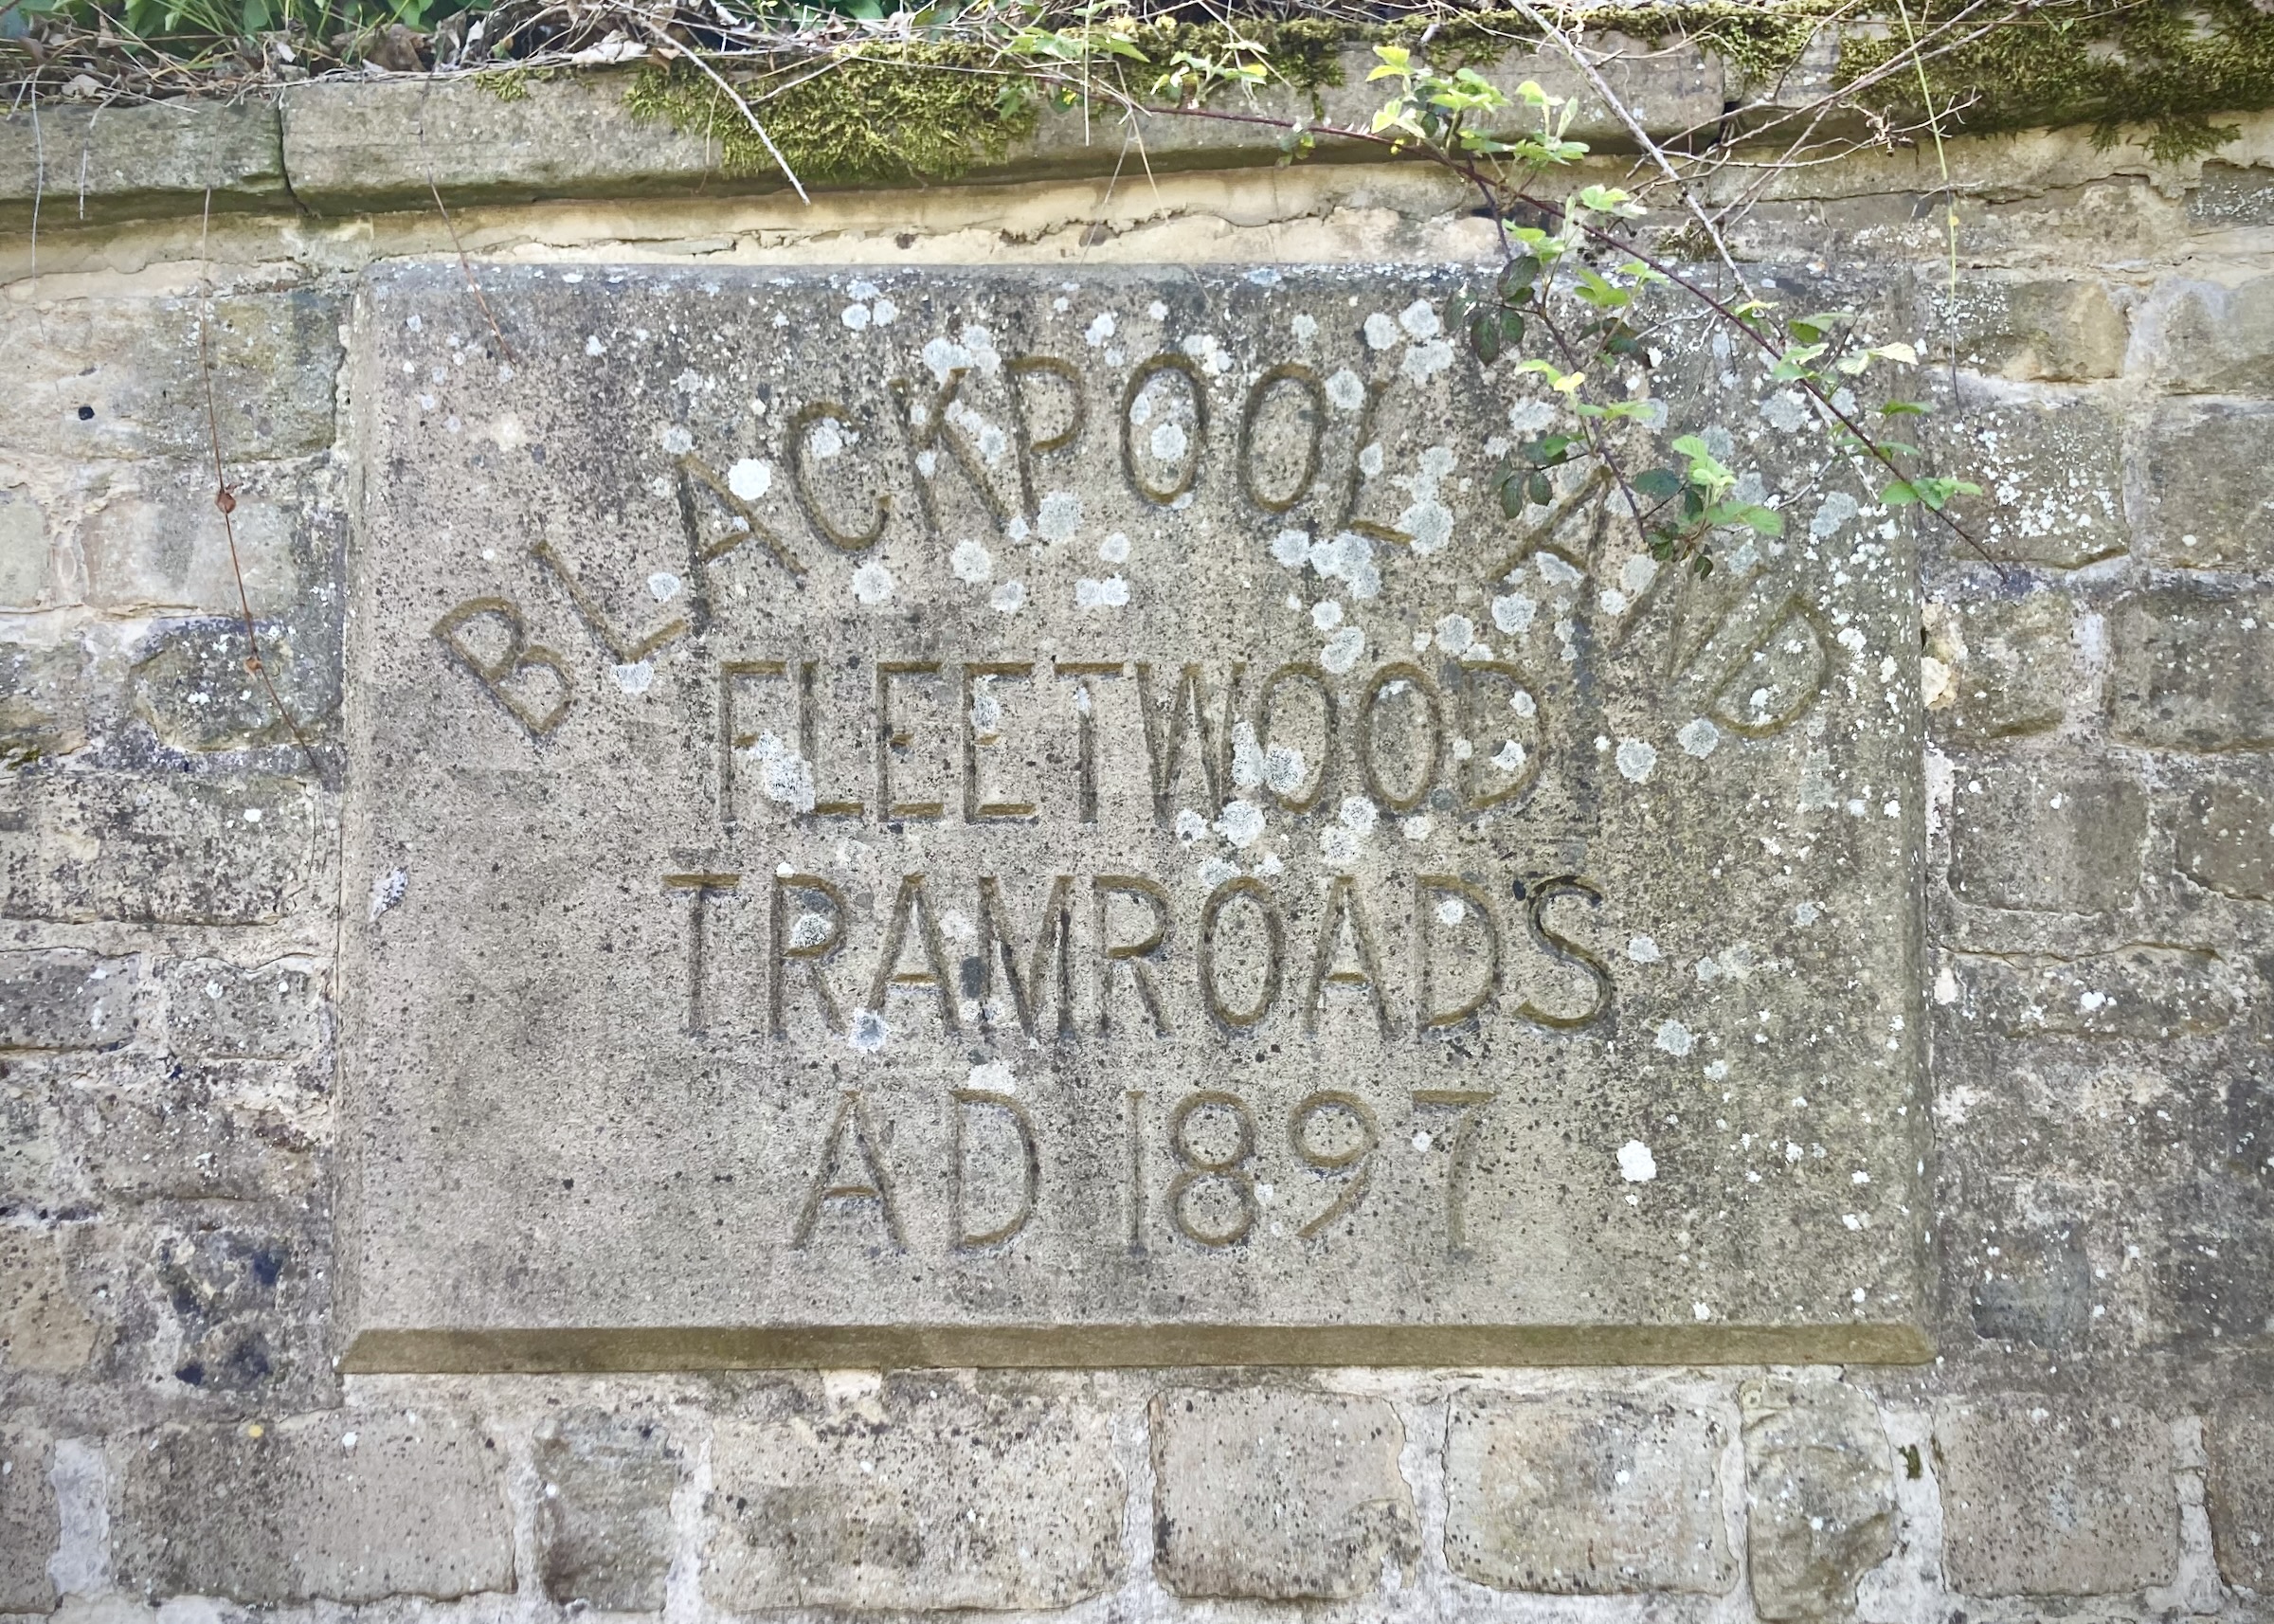 BLACKPOOL AND
FLEETWOOD
TRAMROADS
AD 1897